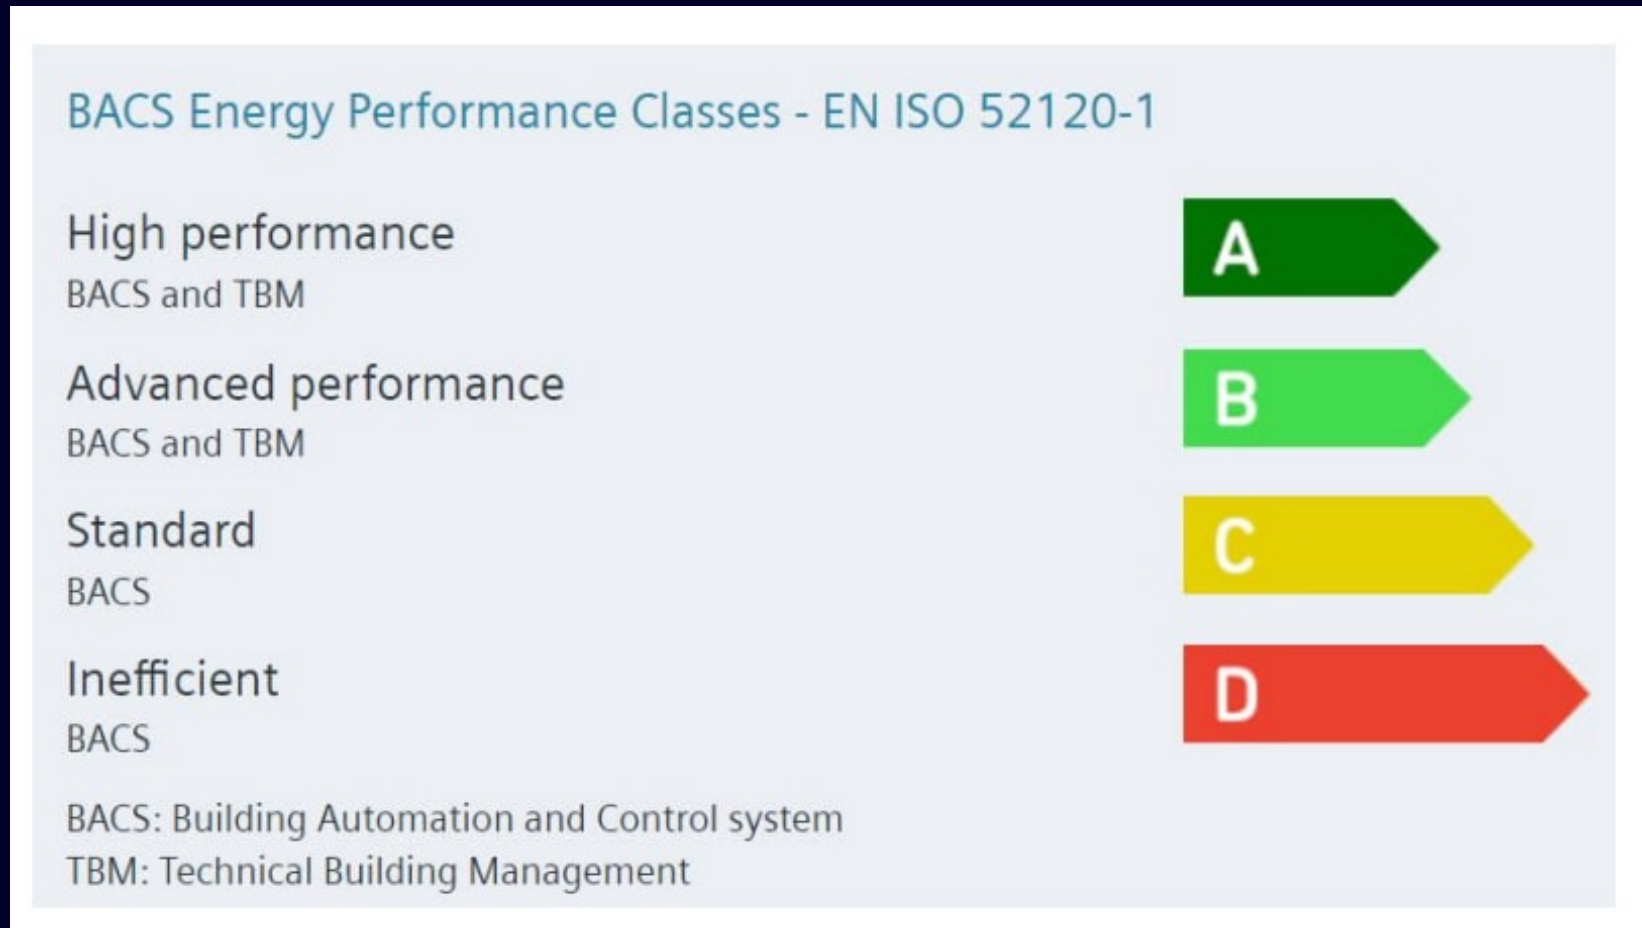 BACS Energy Performance Classes - EN ISO 52120-1
High performance
BACS and TBM
A
Advanced performance
BACS and TBM
B
Standard
BACS
C
Inefficient
BACS
D
BACS: Building Automation and Control system
TBM: Technical Building Management